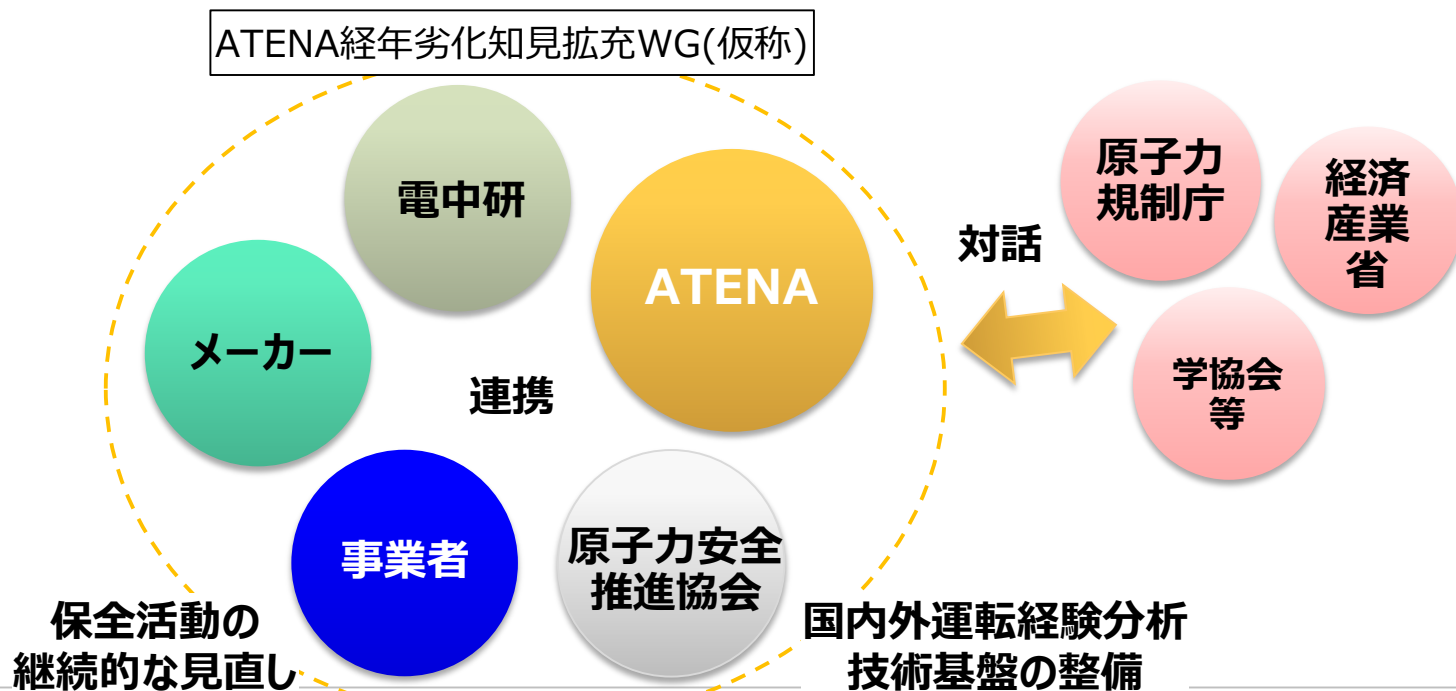 ATENA経年劣化知見拡充WG(仮称)
電中研
ATENA
メーカー
連携
事業者
原子力安全
推進協会
対話
原子力
規制庁
経済
産業
省
学協会
等
保全活動の
継続的な見直し
国内外運転経験分析
技術基盤の整備